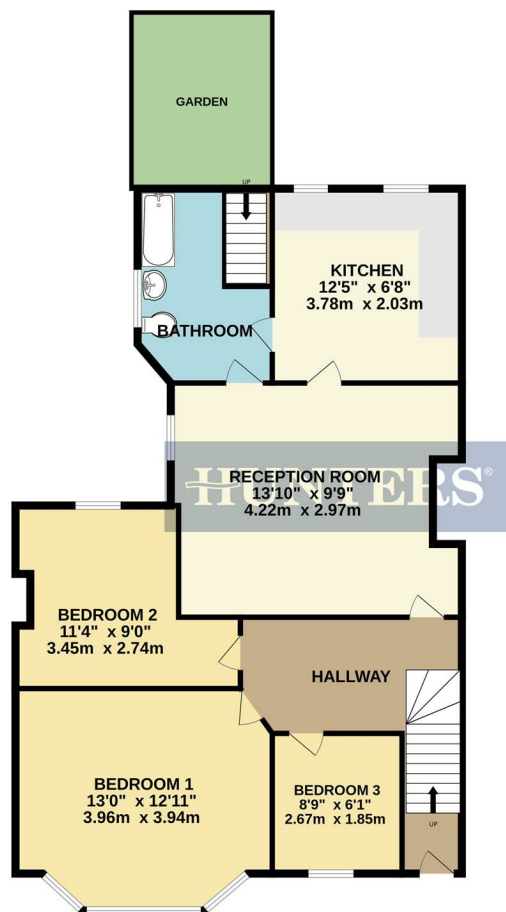 GARDEN
UP
KITCHEN
12'5" x 6'8"
3.78m x 2.03m
BATHROOM
HUNTERS®
RECEPTION ROOM
13'10" x 9'9"
4.22m x 2.97m
BEDROOM 2
11'4" x 9'0"
3.45m x 2.74m
HALLWAY
BEDROOM 1
13'0" x 12'11"
3.96m x 3.94m
BEDROOM 3
8'9" x 6'1"
2.67m x 1.85m
UP